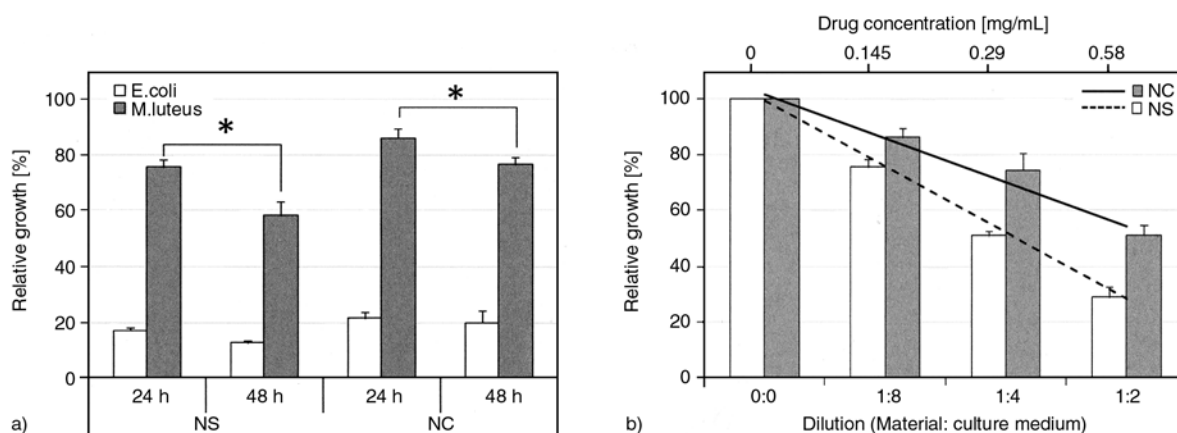 E.coli
M.luteus
Relative growth [%]
100
80
60
40
20
0
*
*
24 h
48 h
24 h
48 h
NS
NC
a)
Drug concentration [mg/mL]
0
0.145
0.29
0.58
NC
NS
Relative growth [%]
100
80
60
40
20
0
0:0
1:8
1:4
1:2
b)
Dilution (Material: culture medium)